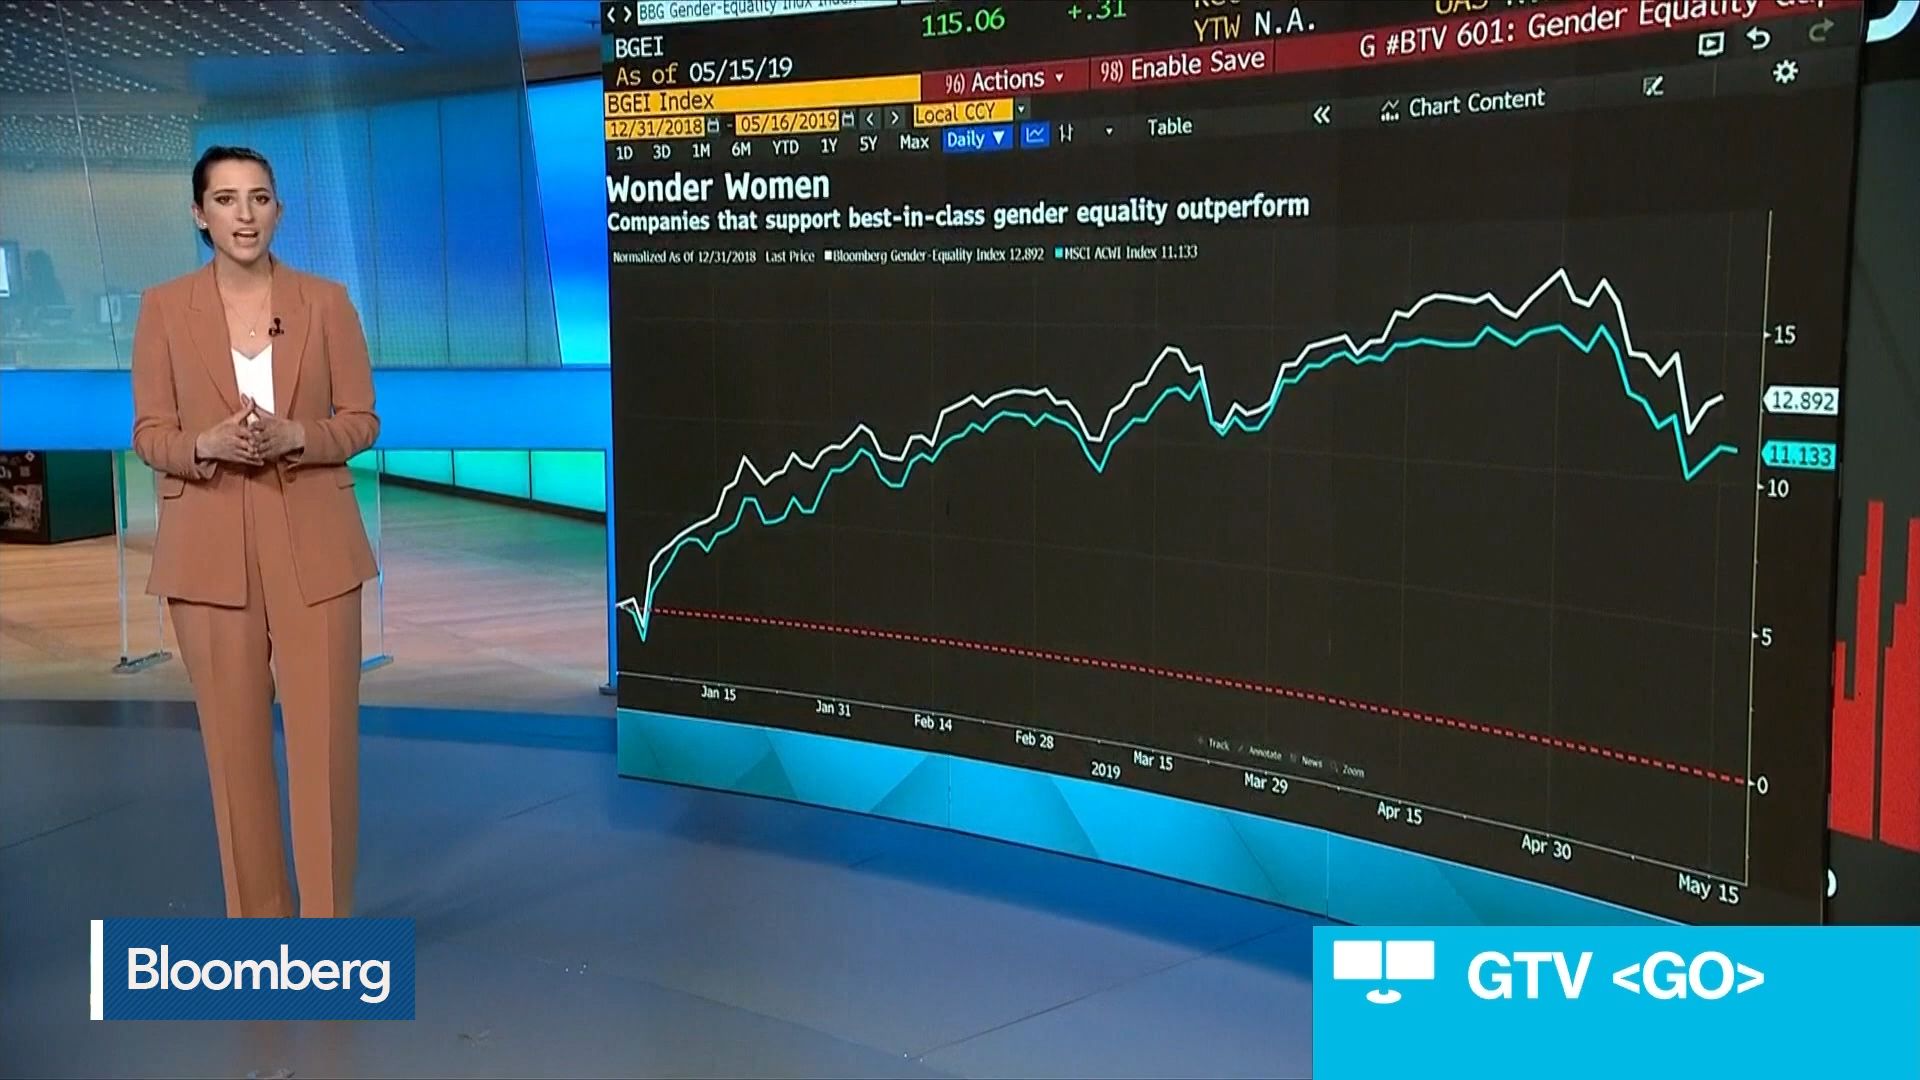 BBG Gender-Equality Indx
115.06 +.31
YTW N.A.
BGEI
As of 05/15/19
G #BTV 601: Gender Equality
BGEI Index
96) Actions
98) Enable Save
12/31/2018 - 05/16/2019
Local CCY
1D 3D 1M 6M YTD 1Y 5Y Max Daily ▼
Table
« Chart Content
Wonder Women
Companies that support best-in-class gender equality outperform
Normalized As Of 12/31/2018 Last Price Bloomberg Gender-Equality Index 12.892 MSCI ACWI Index 11.133
15
12.892
11.133
10
5
0
Jan 15
Jan 31
Feb 14
Feb 28
Mar 15
Mar 29
Apr 15
Apr 30
May 15
2019
Track Annotate News Zoom
Bloomberg
GTV <GO>